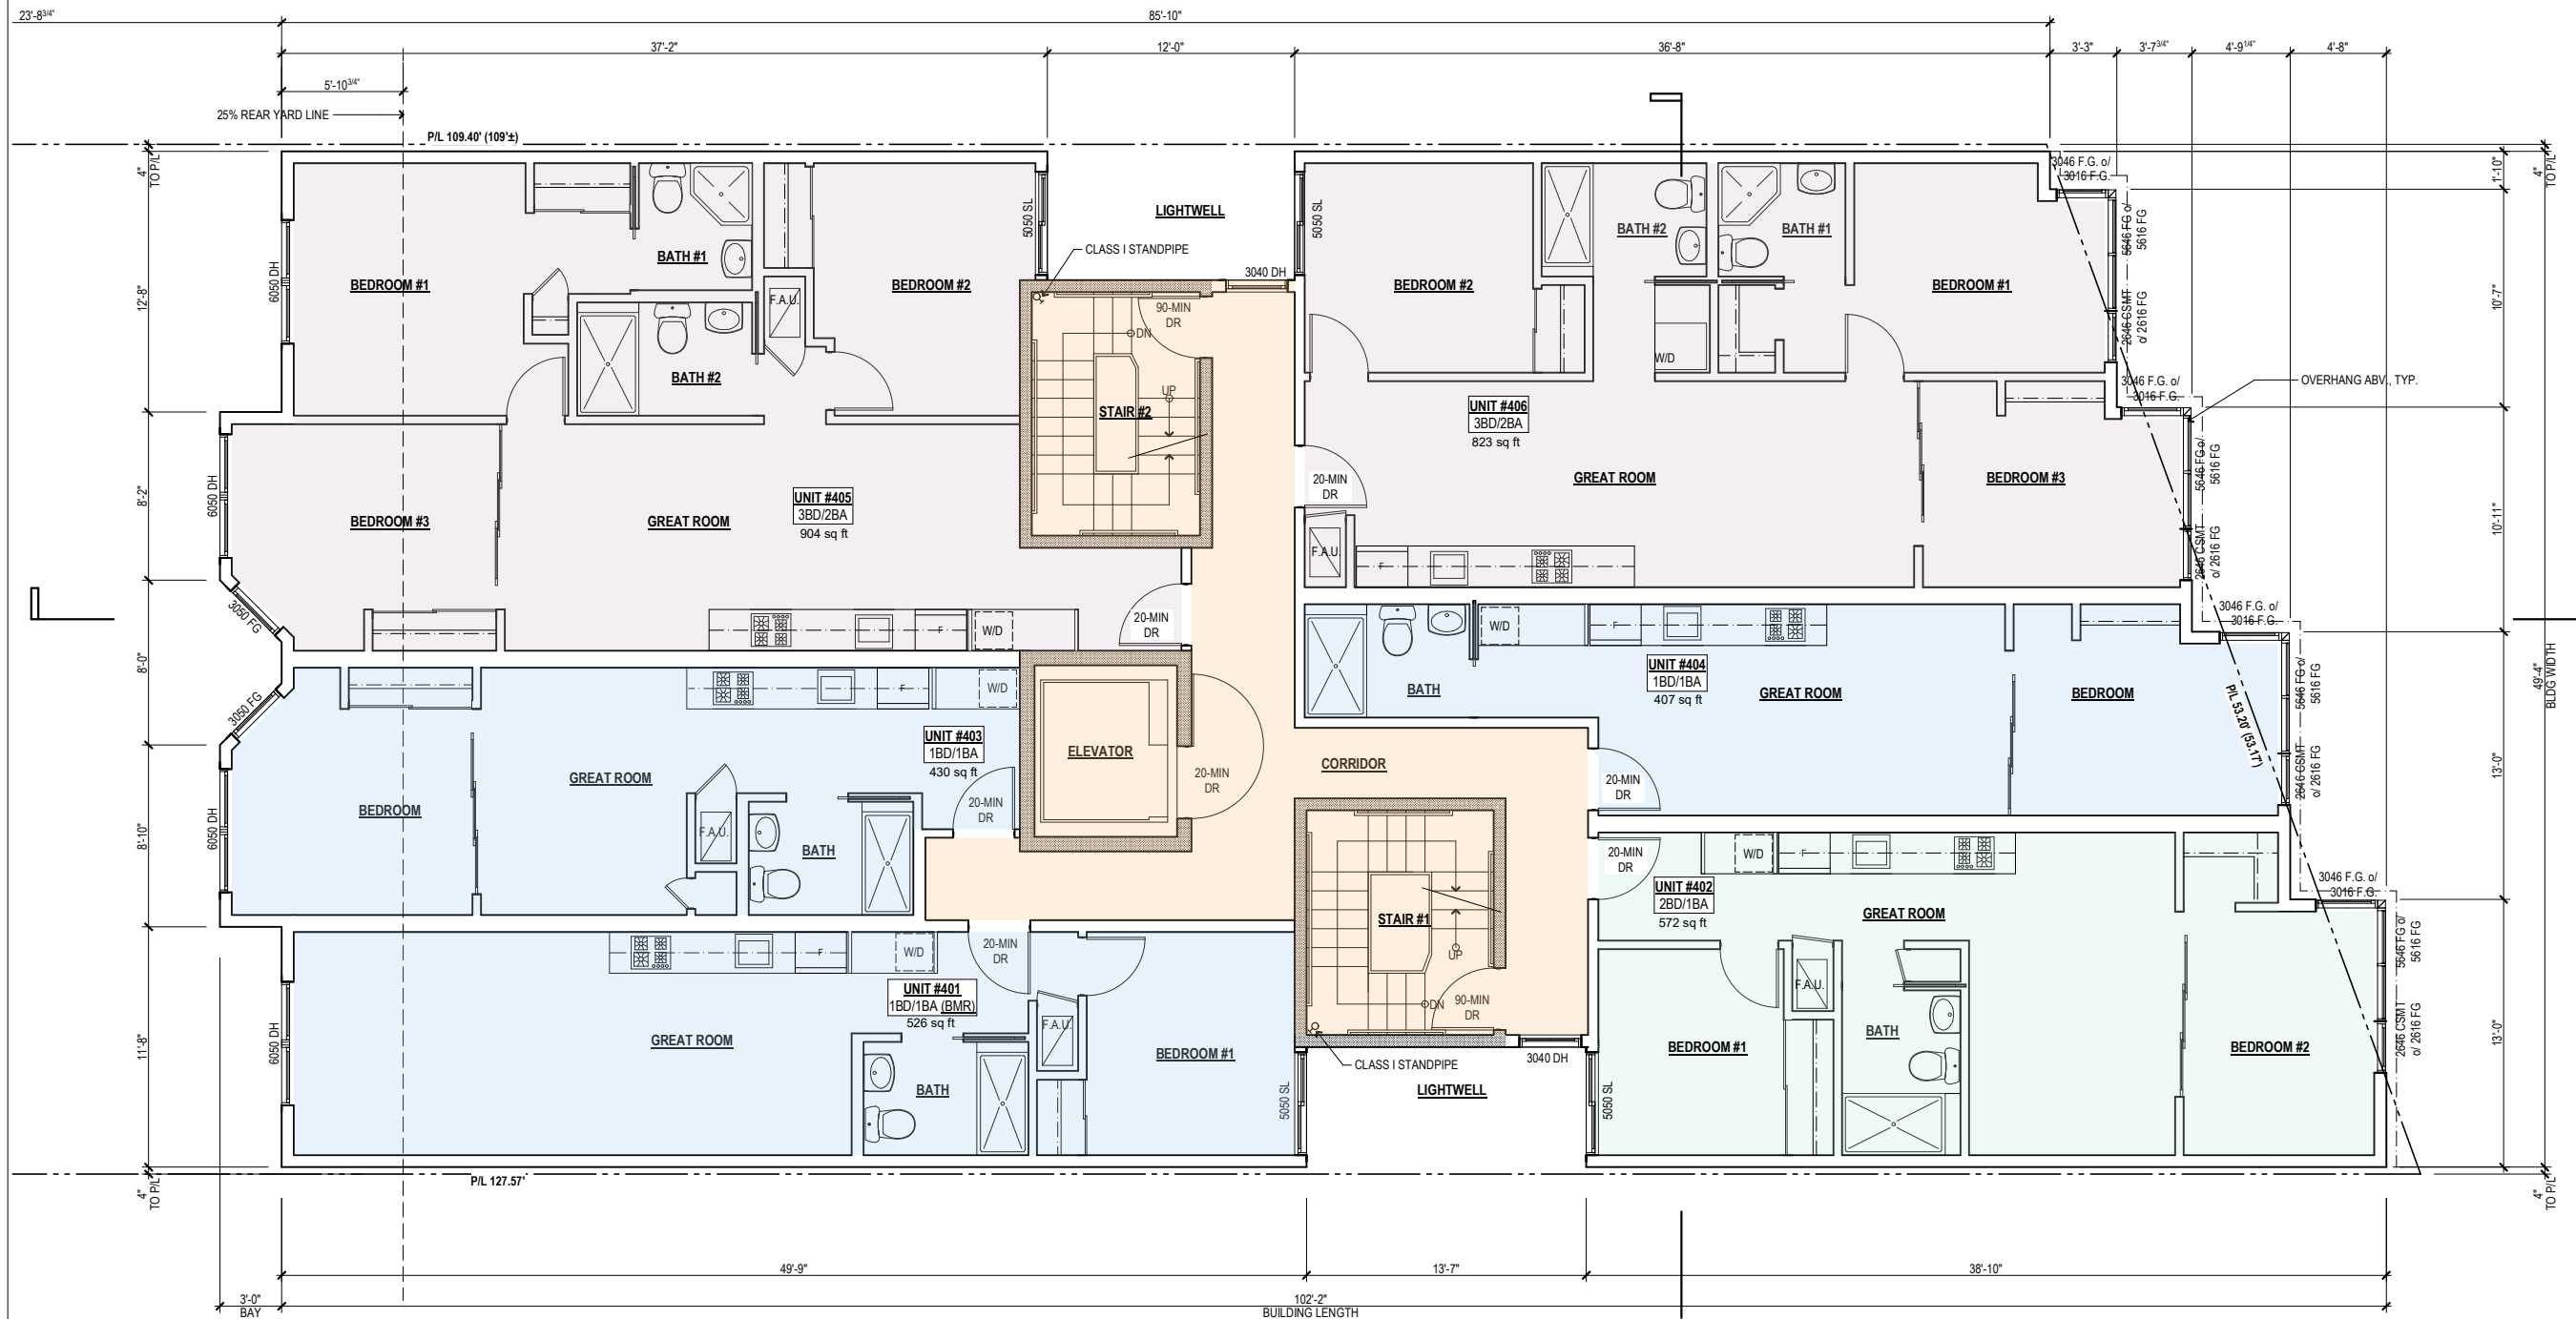 23'-8 3/4"
85'-10"
37'-2"
12'-0"
36'-8"
3'-3"
3'-7 3/4"
4'-9 1/4"
4'-8"
5'-10 3/4"
25% REAR YARD LINE
P/L 109.40' (109'±)
4"
TO P/L
12'-8"
8'-2"
8'-0"
8'-10"
11'-8"
4"
TO P/L
6050 DH
6050 DH
3050 FG
3050 FG
6050 DH
6050 DH
BEDROOM #1
BATH #1
BATH #2
F.A.U.
BEDROOM #2
5050 SL
BEDROOM #3
GREAT ROOM
UNIT #405
3BD/2BA
904 sq ft
F
W/D
20-MIN
DR
LIGHTWELL
CLASS I STANDPIPE
3040 DH
90-MIN
DR
DN
UP
STAIR #2
5050 SL
BEDROOM #2
BATH #2
BATH #1
BEDROOM #1
W/D
UNIT #406
3BD/2BA
823 sq ft
20-MIN
DR
GREAT ROOM
BEDROOM #3
F.A.U.
F
3046 F.G. o/
3016 F.G.
5646 FG o/
5616 FG
2646 CSMT
o/ 2616 FG
3046 F.G. o/
3016 F.G.
OVERHANG ABV., TYP.
5646 FG o/
5616 FG
2646 CSMT
o/ 2616 FG
3046 F.G. o/
3016 F.G.
5646 FG o/
5616 FG
2646 CSMT
o/ 2616 FG
3046 F.G. o/
3016 F.G.
5646 FG o/
5616 FG
2646 CSMT
o/ 2616 FG
P/L 53.20' (53.17')
4"
TO P/L
1'-10"
10'-7"
10'-11"
13'-0"
13'-0"
49'-4"
BLDG WIDTH
4"
TO P/L
BATH
W/D
F
UNIT #404
1BD/1BA
407 sq ft
GREAT ROOM
BEDROOM
20-MIN
DR
F
W/D
UNIT #403
1BD/1BA
430 sq ft
GREAT ROOM
BEDROOM
F.A.U.
BATH
20-MIN
DR
ELEVATOR
20-MIN
DR
CORRIDOR
20-MIN
DR
W/D
F
UNIT #402
2BD/1BA
572 sq ft
GREAT ROOM
F.A.U.
BEDROOM #1
BATH
BEDROOM #2
STAIR #1
UP
DN
90-MIN
DR
3040 DH
CLASS I STANDPIPE
LIGHTWELL
5050 SL
5050 SL
F
W/D
20-MIN
DR
UNIT #401
1BD/1BA (BMR)
526 sq ft
GREAT ROOM
F.A.U.
BATH
BEDROOM #1
P/L 127.57'
49'-9"
13'-7"
38'-10"
3'-0"
BAY
102'-2"
BUILDING LENGTH